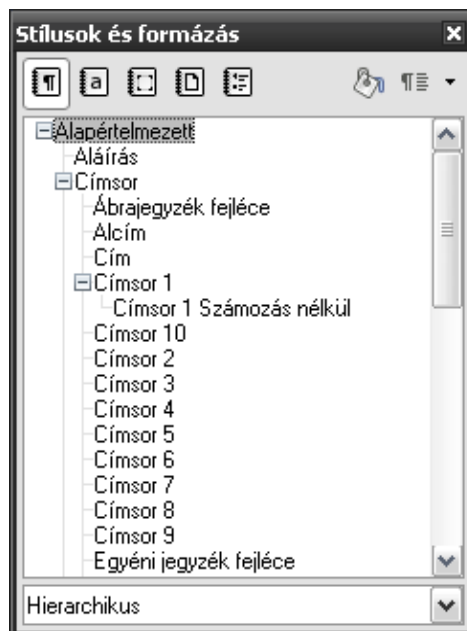 Stílusok és formázás
Alapértelmezett
Aláírás
Címsor
Ábrajegyzék fejléce
Alcím
Cím
Címsor 1
Címsor 1 Számozás nélkül
Címsor 10
Címsor 2
Címsor 3
Címsor 4
Címsor 5
Címsor 6
Címsor 7
Címsor 8
Címsor 9
Egyéni jegyzék fejléce
Hierarchikus